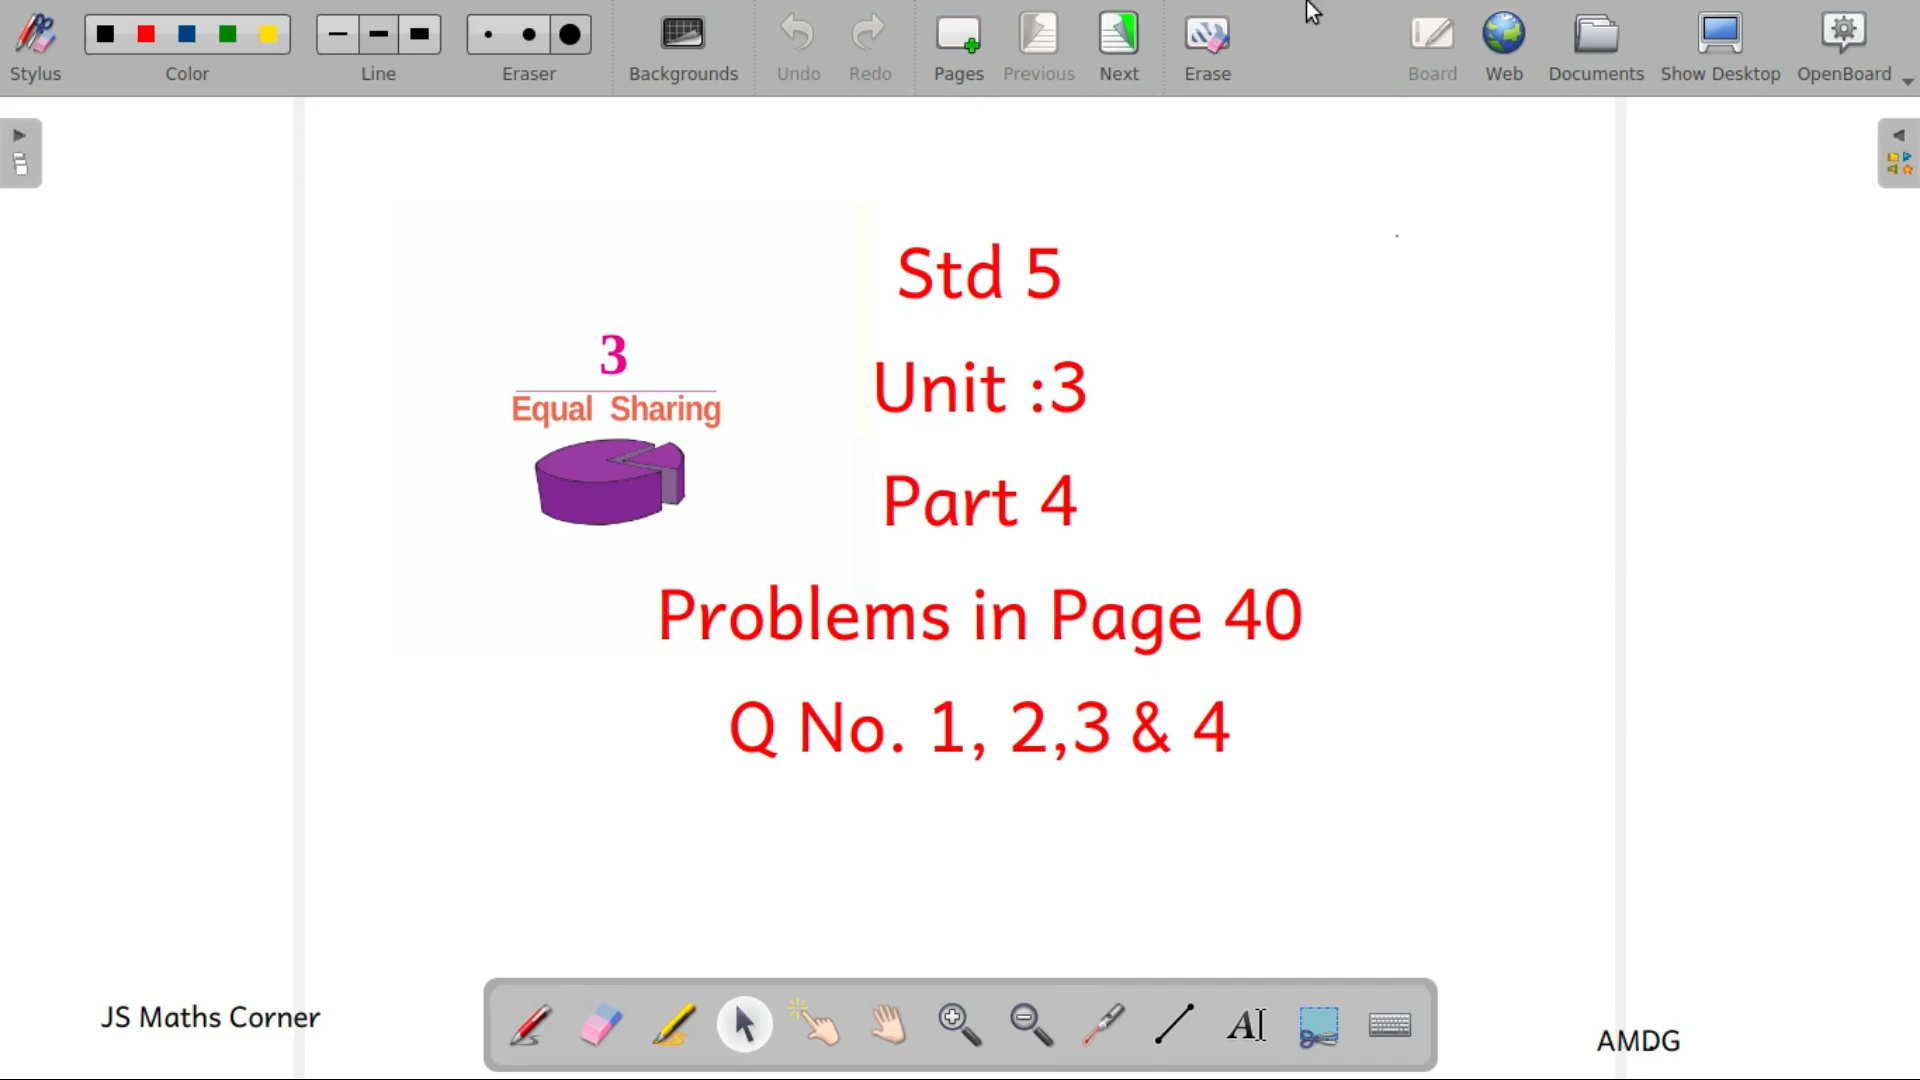 Stylus
Color
Line
Eraser
Backgrounds
Undo
Redo
Pages
Previous
Next
Erase
Board
Web
Documents
Show Desktop
OpenBoard
Std 5
3
Equal Sharing
Unit :3
Part 4
Problems in Page 40
Q No. 1, 2,3 & 4
JS Maths Corner
AMDG